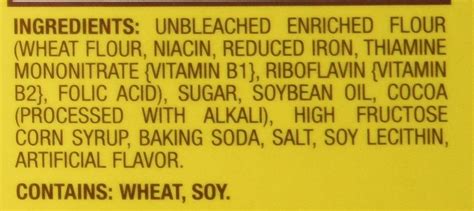 INGREDIENTS: UNBLEACHED ENRICHED FLOUR
(WHEAT FLOUR, NIACIN, REDUCED IRON, THIAMINE
MONONITRATE {VITAMIN B1}, RIBOFLAVIN {VITAMIN
B2}, FOLIC ACID), SUGAR, SOYBEAN OIL, COCOA
(PROCESSED WITH ALKALI), HIGH FRUCTOSE
CORN SYRUP, BAKING SODA, SALT, SOY LECITHIN,
ARTIFICIAL FLAVOR.
CONTAINS: WHEAT, SOY.